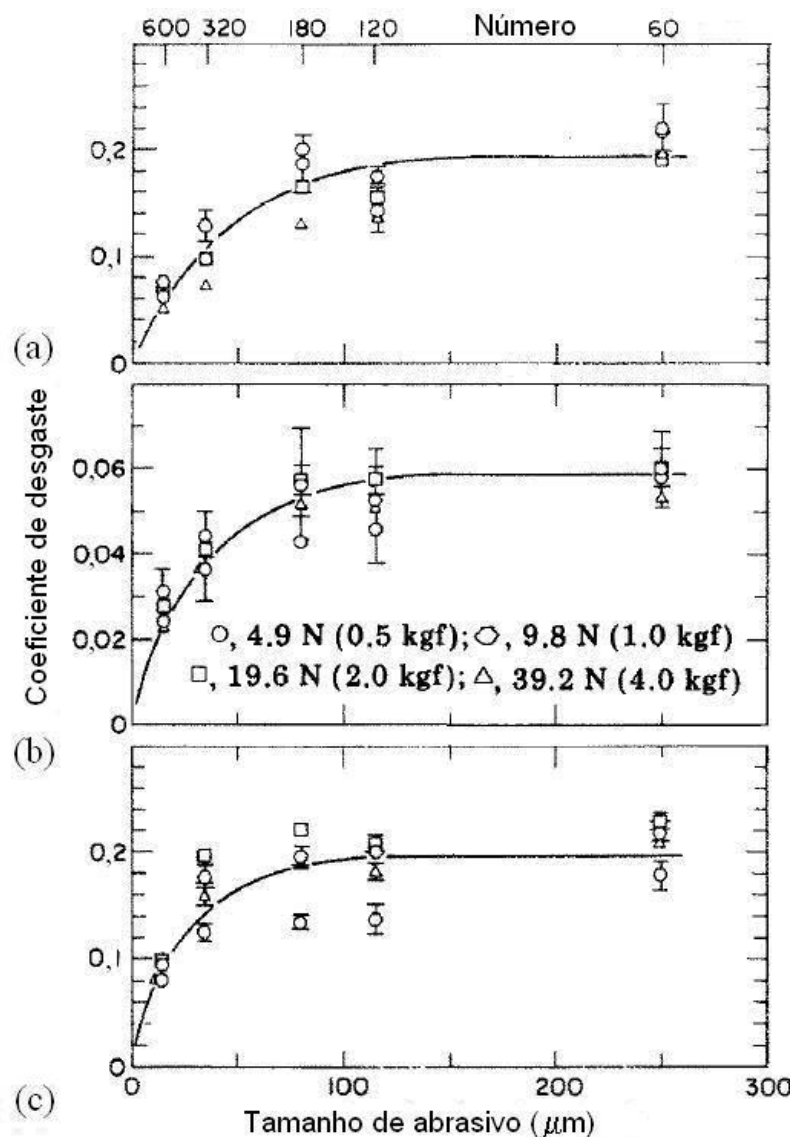 600 320 180 120 Número 60
0,2
0,1
0
(a)
Coeficiente de desgaste
0,06
0,04
0,02
0
○, 4.9 N (0.5 kgf); ⬡, 9.8 N (1.0 kgf)
□, 19.6 N (2.0 kgf); △, 39.2 N (4.0 kgf)
(b)
0,2
0,1
0
(c)
0 100 200 300
Tamanho de abrasivo (μm)